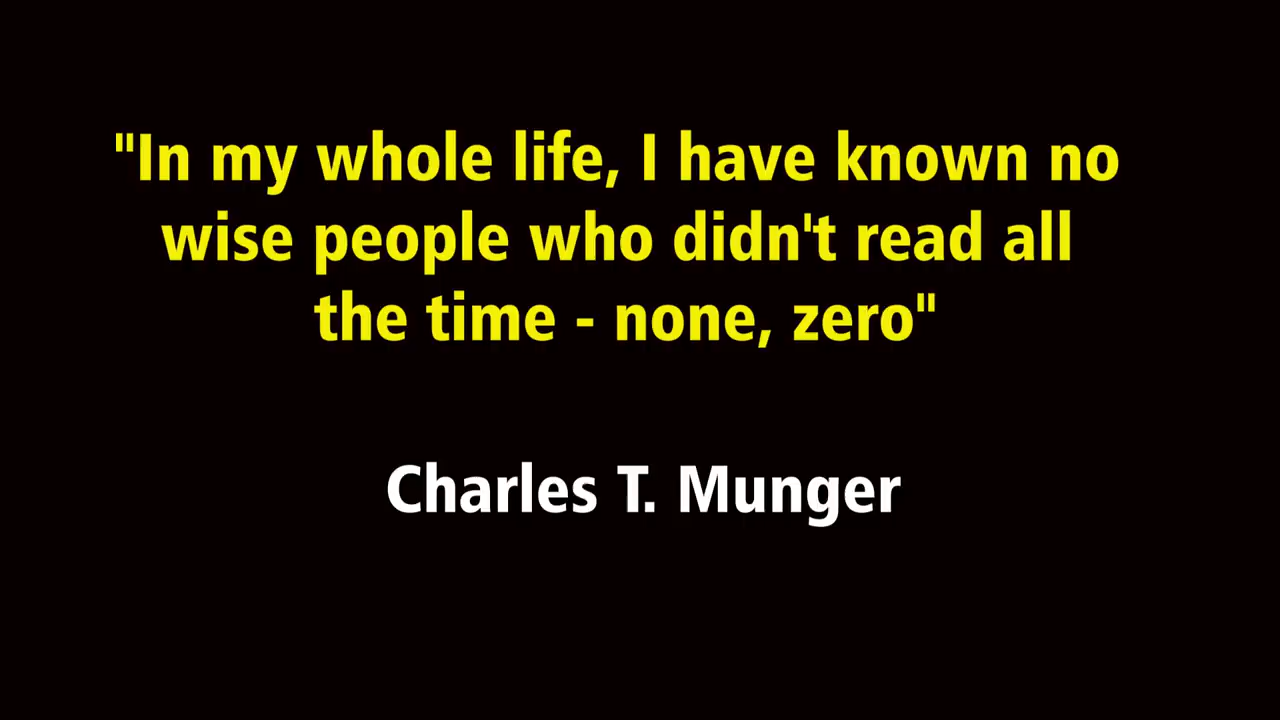 "In my whole life, I have known no
wise people who didn't read all
the time - none, zero"
Charles T. Munger